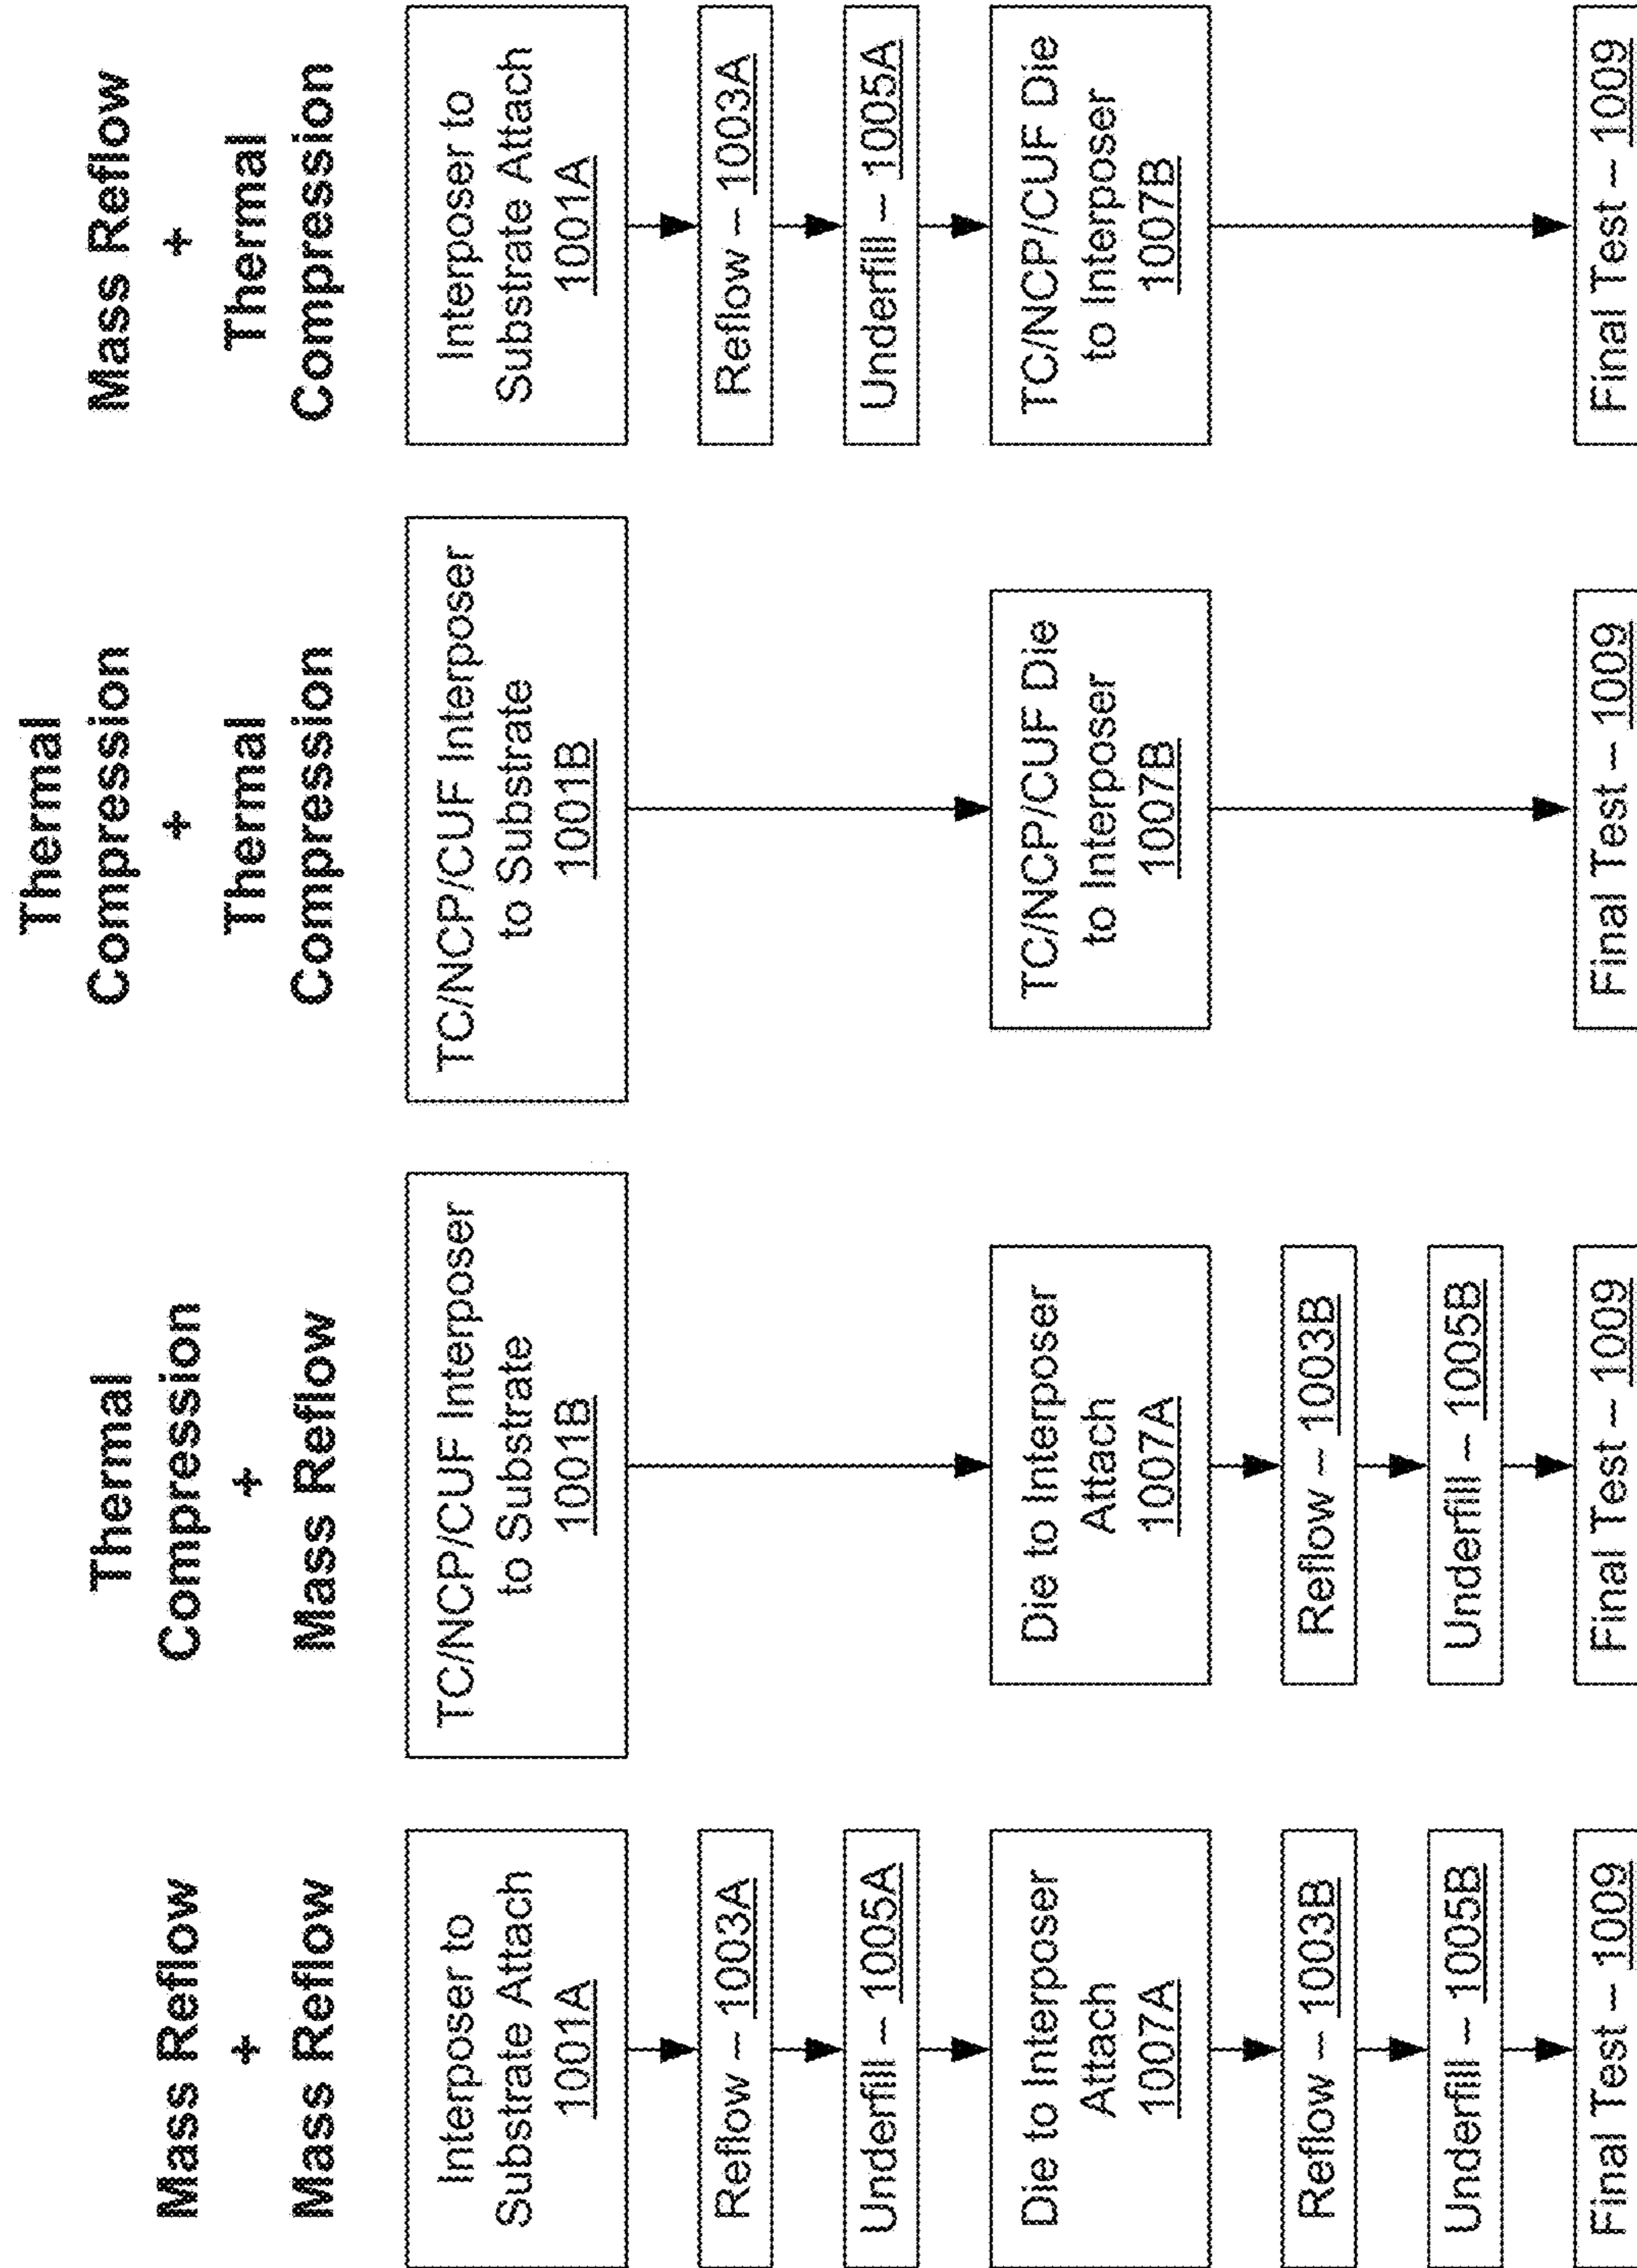 Mass Reflow
+
Mass Reflow
Interposer to
Substrate Attach
1001A
Reflow – 1003A
Underfill – 1005A
Die to Interposer
Attach
1007A
Reflow – 1003B
Underfill – 1005B
Final Test – 1009
Thermal
Compression
+
Mass Reflow
TC/NCP/CUF Interposer
to Substrate
1001B
Die to Interposer
Attach
1007A
Reflow – 1003B
Underfill – 1005B
Final Test – 1009
Thermal
Compression
+
Thermal
Compression
TC/NCP/CUF Interposer
to Substrate
1001B
TC/NCP/CUF Die
to Interposer
1007B
Final Test – 1009
Mass Reflow
+
Thermal
Compression
Interposer to
Substrate Attach
1001A
Reflow – 1003A
Underfill – 1005A
TC/NCP/CUF Die
to Interposer
1007B
Final Test – 1009